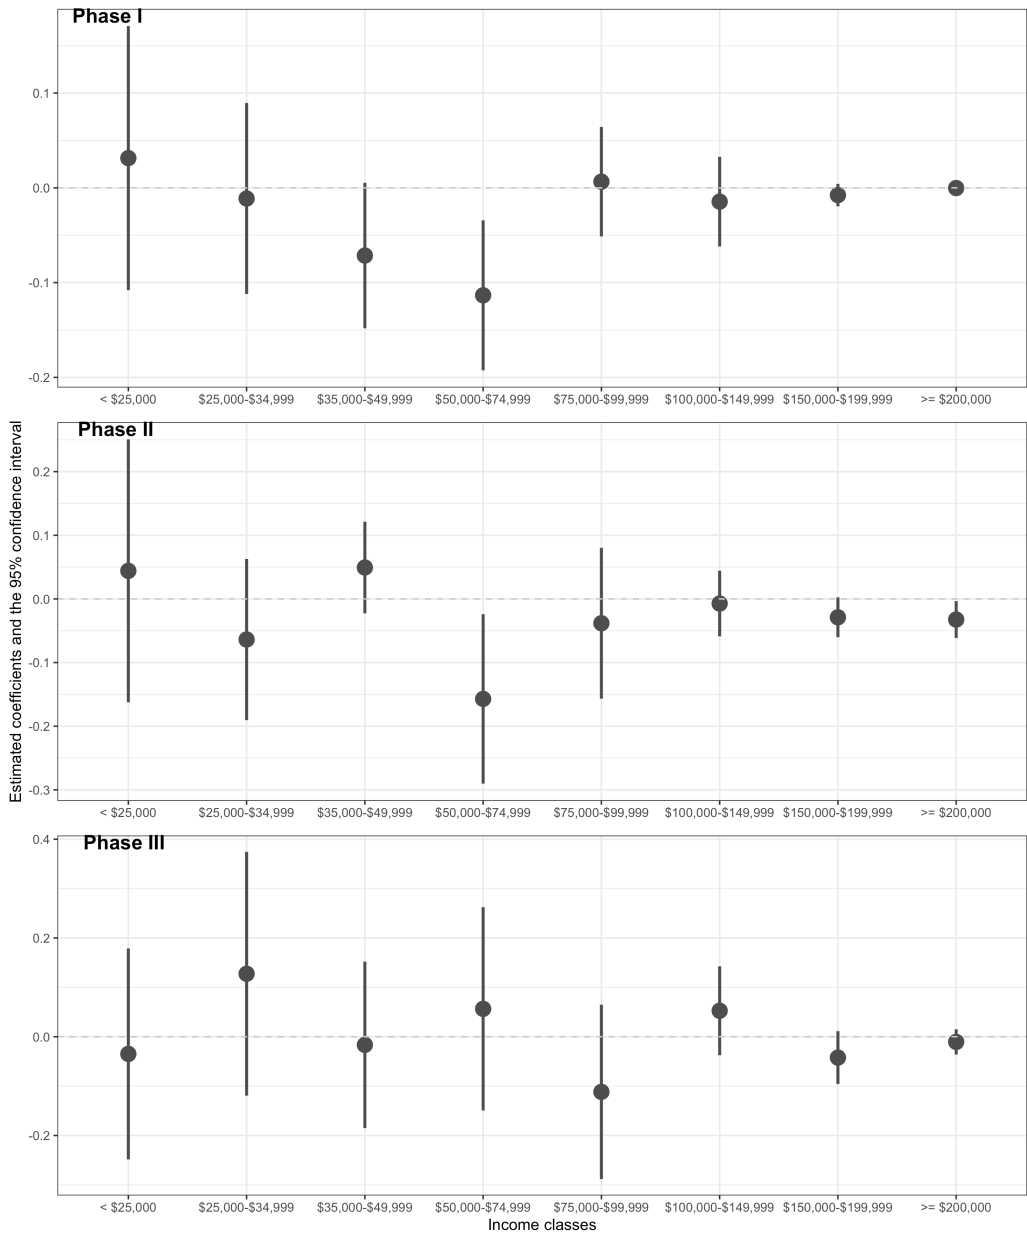 Phase I
0.1
0.0
-0.1
-0.2
< $25,000 $25,000-$34,999 $35,000-$49,999 $50,000-$74,999 $75,000-$99,999 $100,000-$149,999 $150,000-$199,999 >= $200,000
Estimated coefficients and the 95% confidence interval
Phase II
0.2
0.1
0.0
-0.1
-0.2
-0.3
< $25,000 $25,000-$34,999 $35,000-$49,999 $50,000-$74,999 $75,000-$99,999 $100,000-$149,999 $150,000-$199,999 >= $200,000
Phase III
0.4
0.2
0.0
-0.2
< $25,000 $25,000-$34,999 $35,000-$49,999 $50,000-$74,999 $75,000-$99,999 $100,000-$149,999 $150,000-$199,999 >= $200,000
Income classes